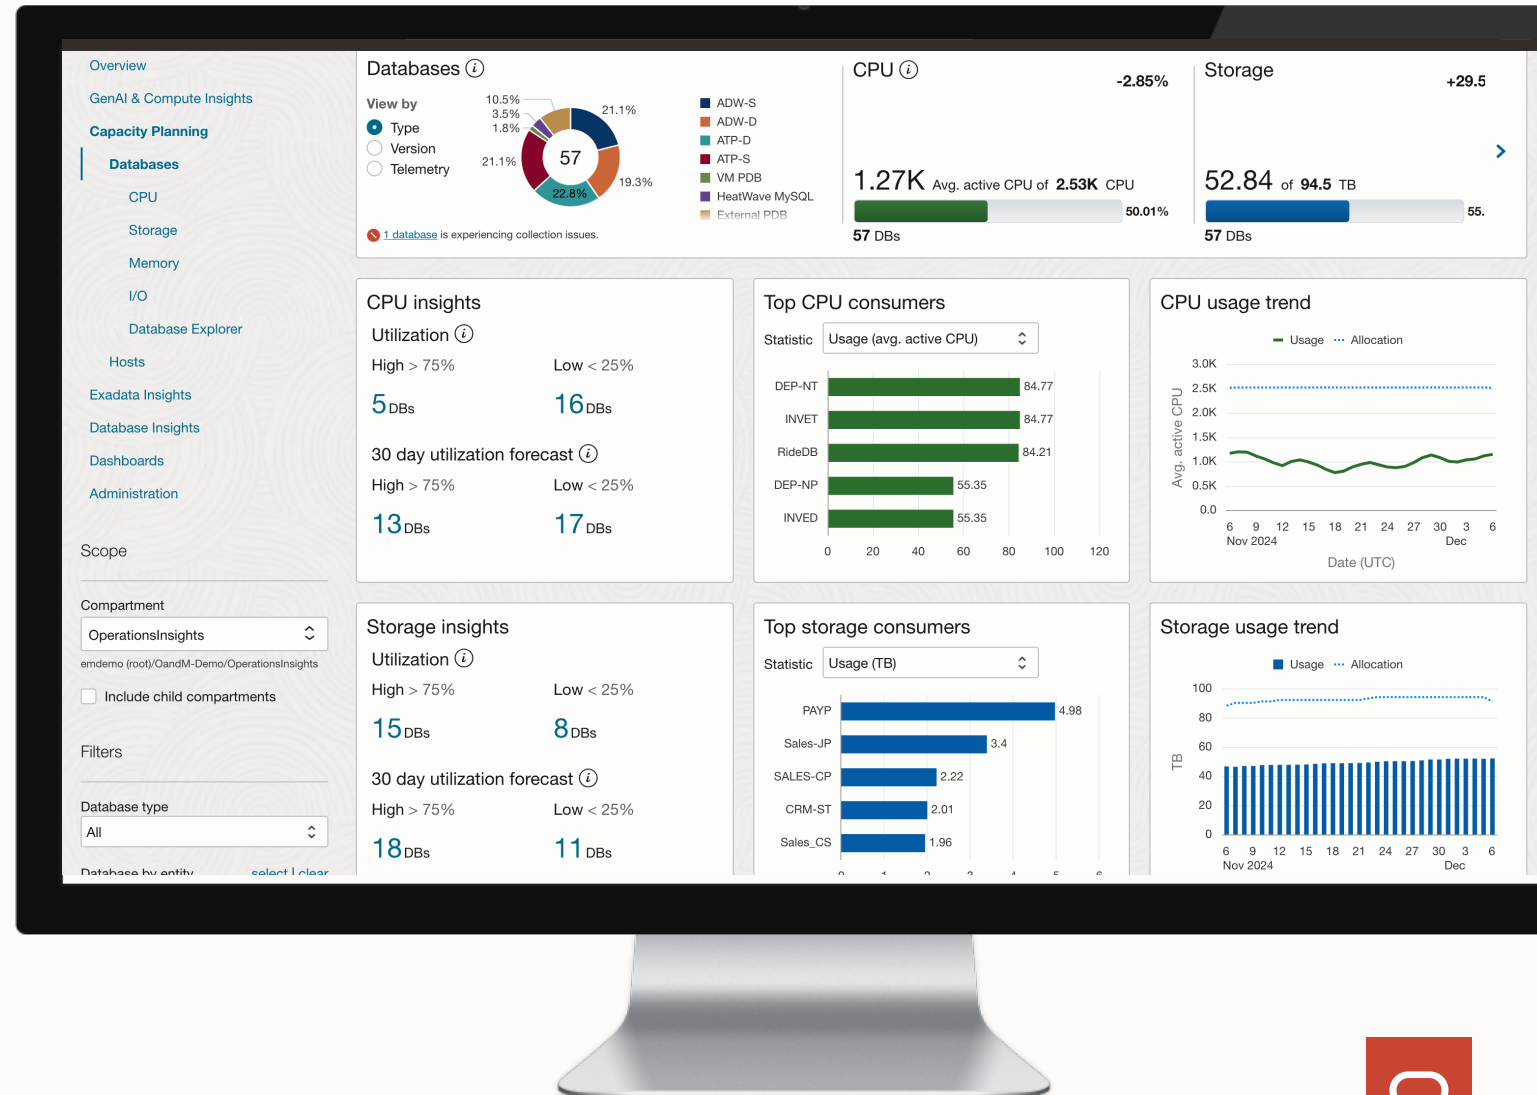 Overview
GenAI & Compute Insights
Capacity Planning
Databases
CPU
Storage
Memory
I/O
Database Explorer
Hosts
Exadata Insights
Database Insights
Dashboards
Administration
Scope
Compartment
OperationsInsights
emdemo (root)/OandM-Demo/OperationsInsights
Include child compartments
Filters
Database type
All
Database by entity select | clear
Databases
View by
Type
Version
Telemetry
10.5%
3.5%
1.8%
21.1%
21.1%
19.3%
22.8%
57
ADW-S
ADW-D
ATP-D
ATP-S
VM PDB
HeatWave MySQL
External PDB
1 database is experiencing collection issues.
CPU
-2.85%
1.27K Avg. active CPU of 2.53K CPU
50.01%
57 DBs
Storage
+29.5
52.84 of 94.5 TB
55.
57 DBs
CPU insights
Utilization
High > 75% Low < 25%
5 DBs 16 DBs
30 day utilization forecast
High > 75% Low < 25%
13 DBs 17 DBs
Top CPU consumers
Statistic Usage (avg. active CPU)
DEP-NT 84.77
INVET 84.77
RideDB 84.21
DEP-NP 55.35
INVED 55.35
0 20 40 60 80 100 120
CPU usage trend
Usage Allocation
Avg. active CPU
3.0K
2.5K
2.0K
1.5K
1.0K
0.5K
0.0
6 9 12 15 18 21 24 27 30 3 6
Nov 2024 Dec
Date (UTC)
Storage insights
Utilization
High > 75% Low < 25%
15 DBs 8 DBs
30 day utilization forecast
High > 75% Low < 25%
18 DBs 11 DBs
Top storage consumers
Statistic Usage (TB)
PAYP 4.98
Sales-JP 3.4
SALES-CP 2.22
CRM-ST 2.01
Sales_CS 1.96
Storage usage trend
Usage Allocation
TB
100
80
60
40
20
0
6 9 12 15 18 21 24 27 30 3 6
Nov 2024 Dec